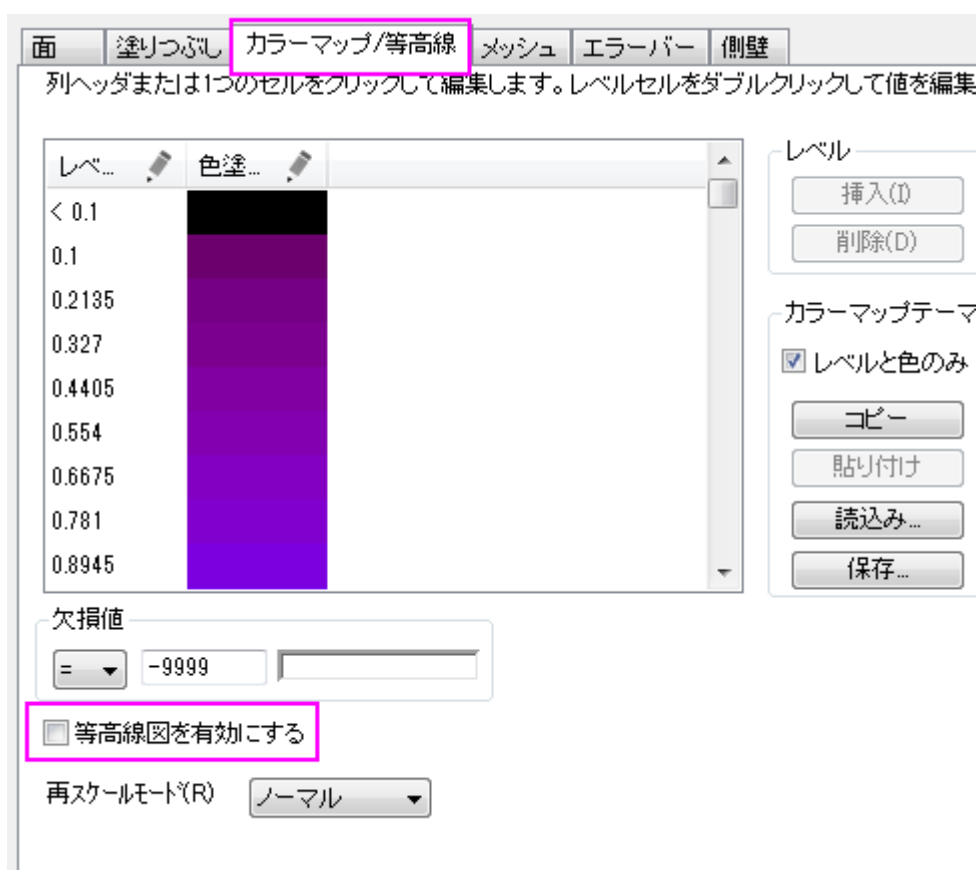 面 塗りつぶし カラーマップ/等高線 メッシュ エラーバー 側壁
列ヘッダまたは1つのセルをクリックして編集します。レベルセルをダブルクリックして値を編集
レベ... 色塗...
< 0.1
0.1
0.2135
0.327
0.4405
0.554
0.6675
0.781
0.8945
レベル
挿入(I)
削除(D)
カラーマップテーマ
レベルと色のみ
コピー
貼り付け
読込み...
保存...
欠損値
= -9999
等高線図を有効にする
再スケールモード(R) ノーマル